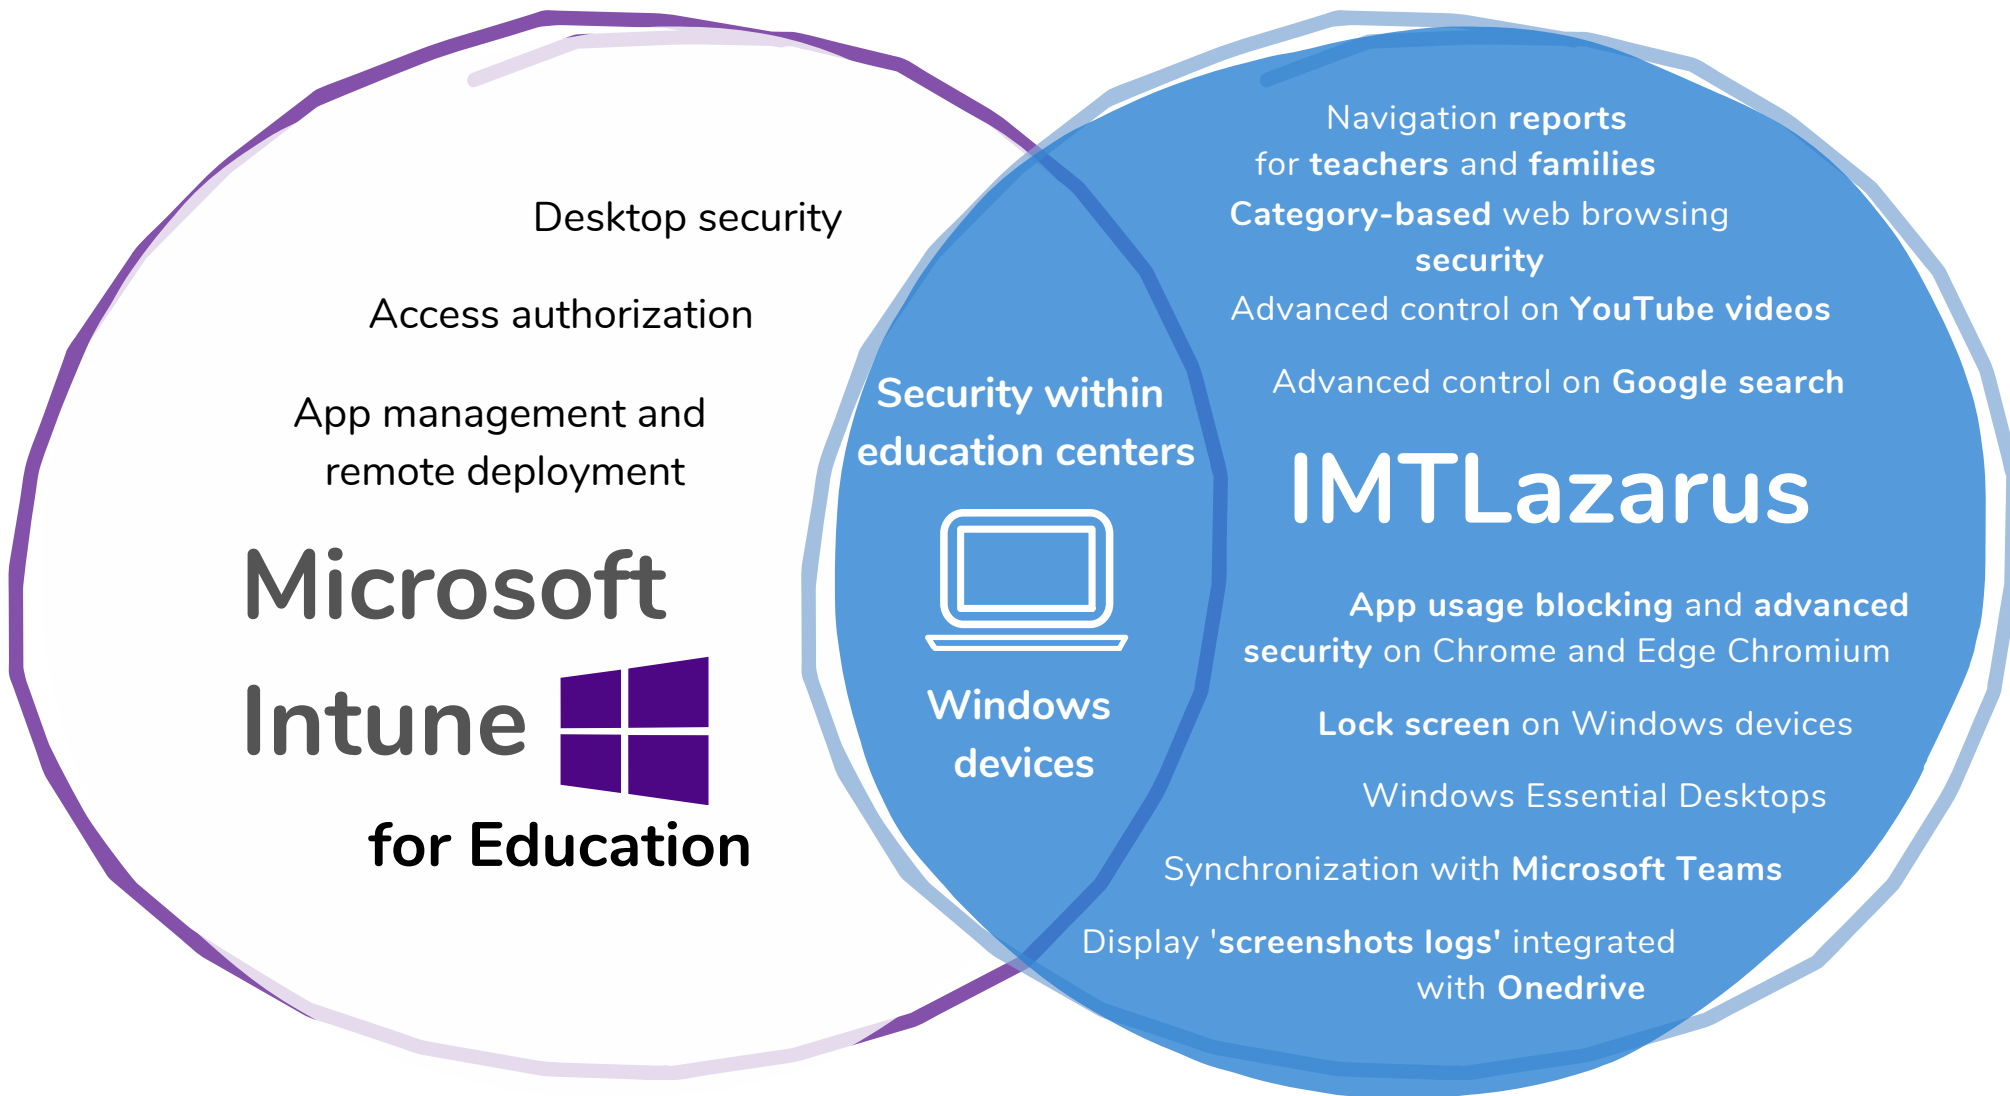 Desktop security
Access authorization
App management and
remote deployment
Microsoft
Intune
for Education
Security within
education centers
Windows
devices
Navigation reports
for teachers and families
Category-based web browsing
security
Advanced control on YouTube videos
Advanced control on Google search
IMTLazarus
App usage blocking and advanced
security on Chrome and Edge Chromium
Lock screen on Windows devices
Windows Essential Desktops
Synchronization with Microsoft Teams
Display 'screenshots logs' integrated
with Onedrive